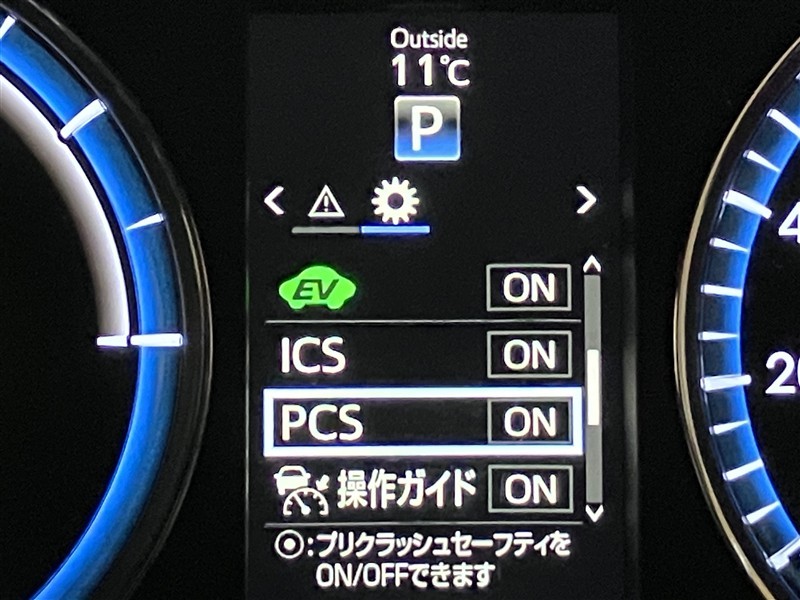 Outside
11℃
P
EV ON
ICS ON
PCS ON
操作ガイド ON
:プリクラッシュセーフティを
ON/OFFできます